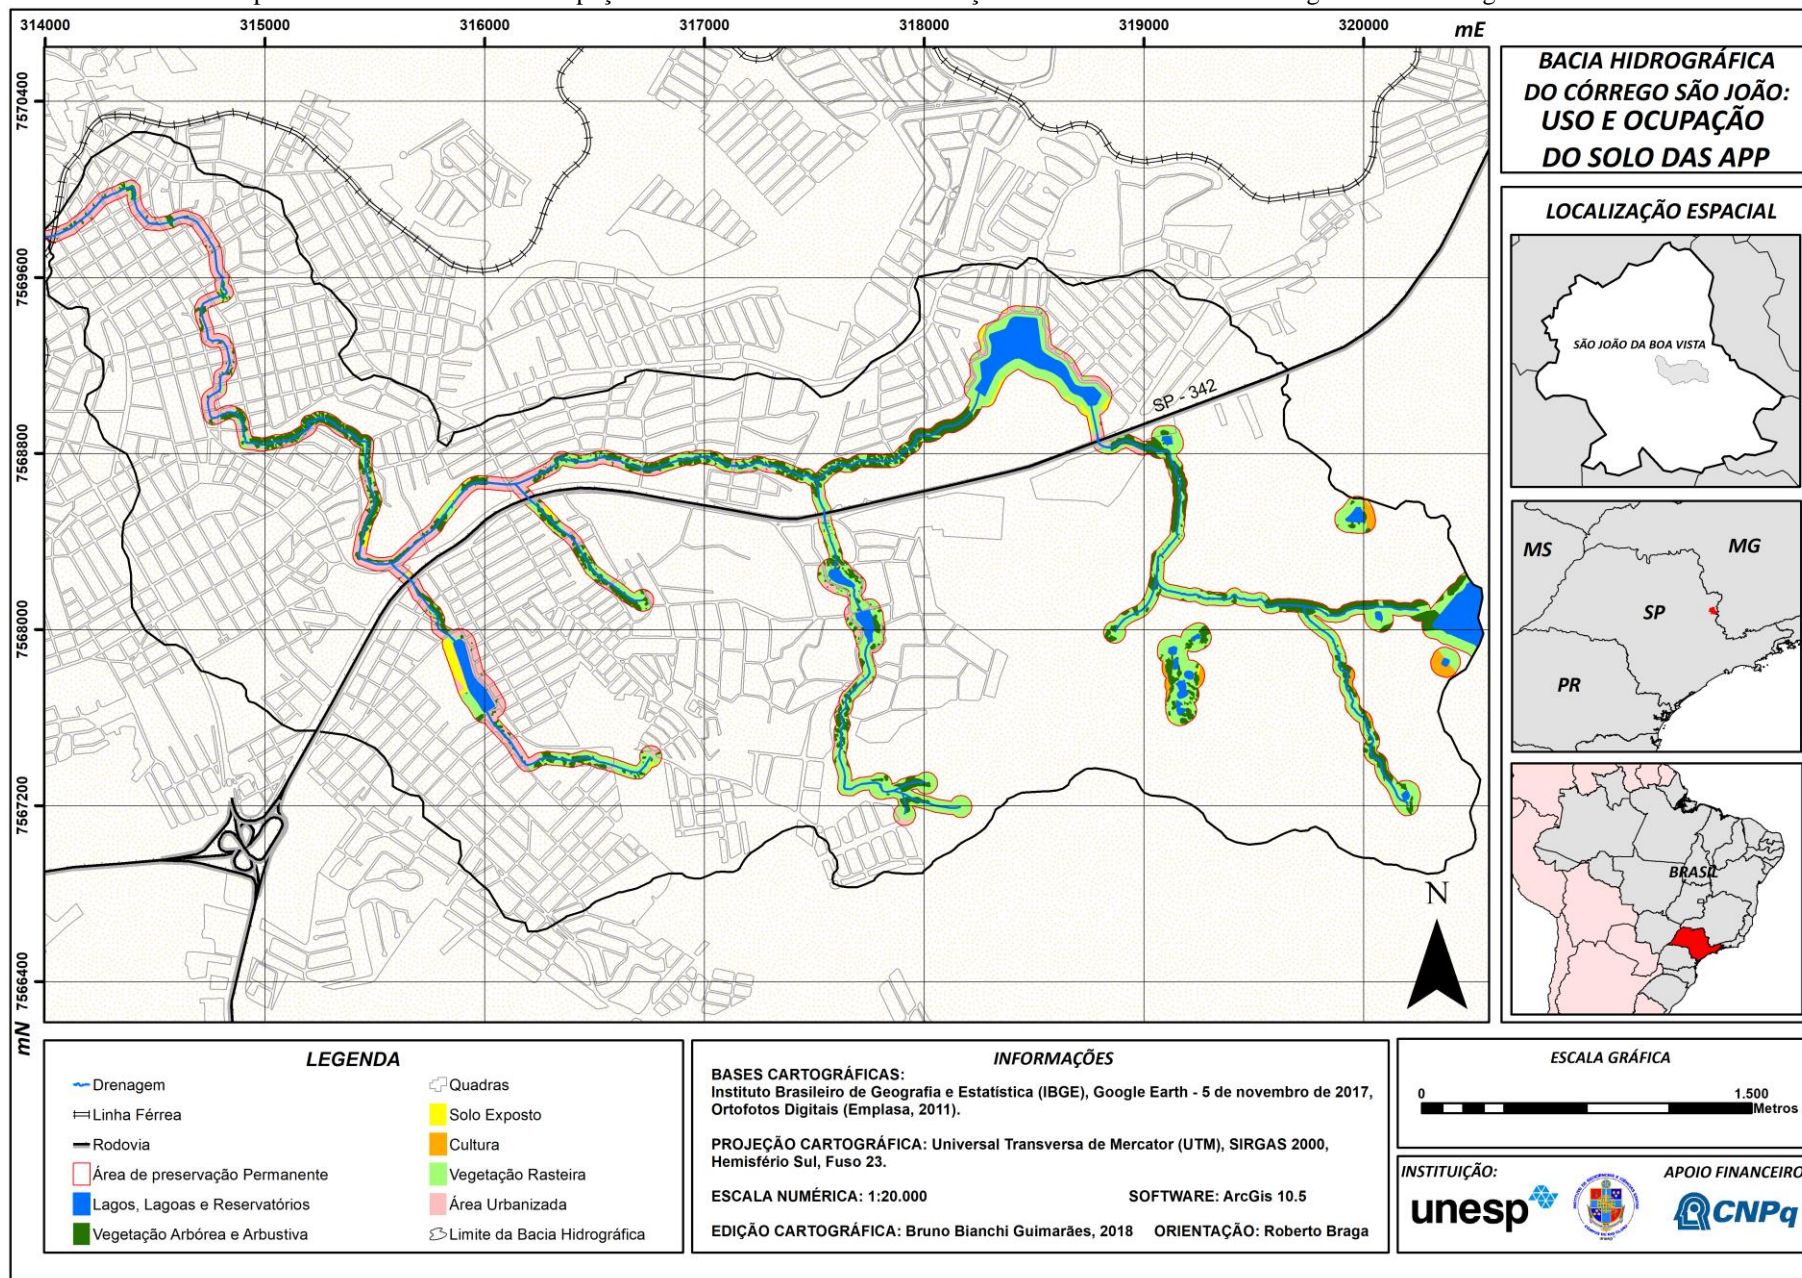 314000 315000 316000 317000 318000 319000 320000
mE
7570400
7569600
7568800
7568000
7567200
7566400
mN
SP - 342
N
BACIA HIDROGRÁFICA
DO CÓRREGO SÃO JOÃO:
USO E OCUPAÇÃO
DO SOLO DAS APP
LOCALIZAÇÃO ESPACIAL
SÃO JOÃO DA BOA VISTA
MS
MG
SP
PR
BRASIL
LEGENDA
Drenagem
Linha Férrea
Rodovia
Área de preservação Permanente
Lagos, Lagoas e Reservatórios
Vegetação Arbórea e Arbustiva
Quadras
Solo Exposto
Cultura
Vegetação Rasteira
Área Urbanizada
Limite da Bacia Hidrográfica
INFORMAÇÕES
BASES CARTOGRÁFICAS:
Instituto Brasileiro de Geografia e Estatística (IBGE), Google Earth - 5 de novembro de 2017,
Ortofotos Digitais (Emplasa, 2011).
PROJEÇÃO CARTOGRÁFICA: Universal Transversa de Mercator (UTM), SIRGAS 2000,
Hemisfério Sul, Fuso 23.
ESCALA NUMÉRICA: 1:20.000 SOFTWARE: ArcGis 10.5
EDIÇÃO CARTOGRÁFICA: Bruno Bianchi Guimarães, 2018 ORIENTAÇÃO: Roberto Braga
ESCALA GRÁFICA
0 1.500
Metros
INSTITUIÇÃO: APOIO FINANCEIRO
unesp
CNPq